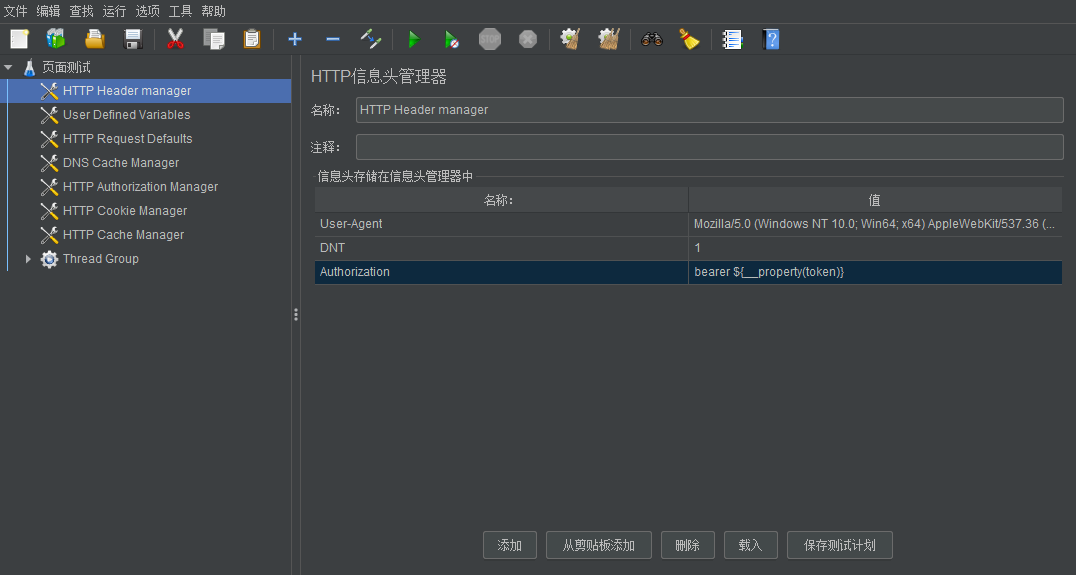 文件 编辑 查找 运行 选项 工具 帮助
STOP
页面测试
HTTP Header manager
User Defined Variables
HTTP Request Defaults
DNS Cache Manager
HTTP Authorization Manager
HTTP Cookie Manager
HTTP Cache Manager
Thread Group
HTTP信息头管理器
名称： HTTP Header manager
注释：
信息头存储在信息头管理器中
名称： 值
User-Agent Mozilla/5.0 (Windows NT 10.0; Win64; x64) AppleWebKit/537.36 (...
DNT 1
Authorization bearer ${__property(token)}
添加 从剪贴板添加 删除 载入 保存测试计划